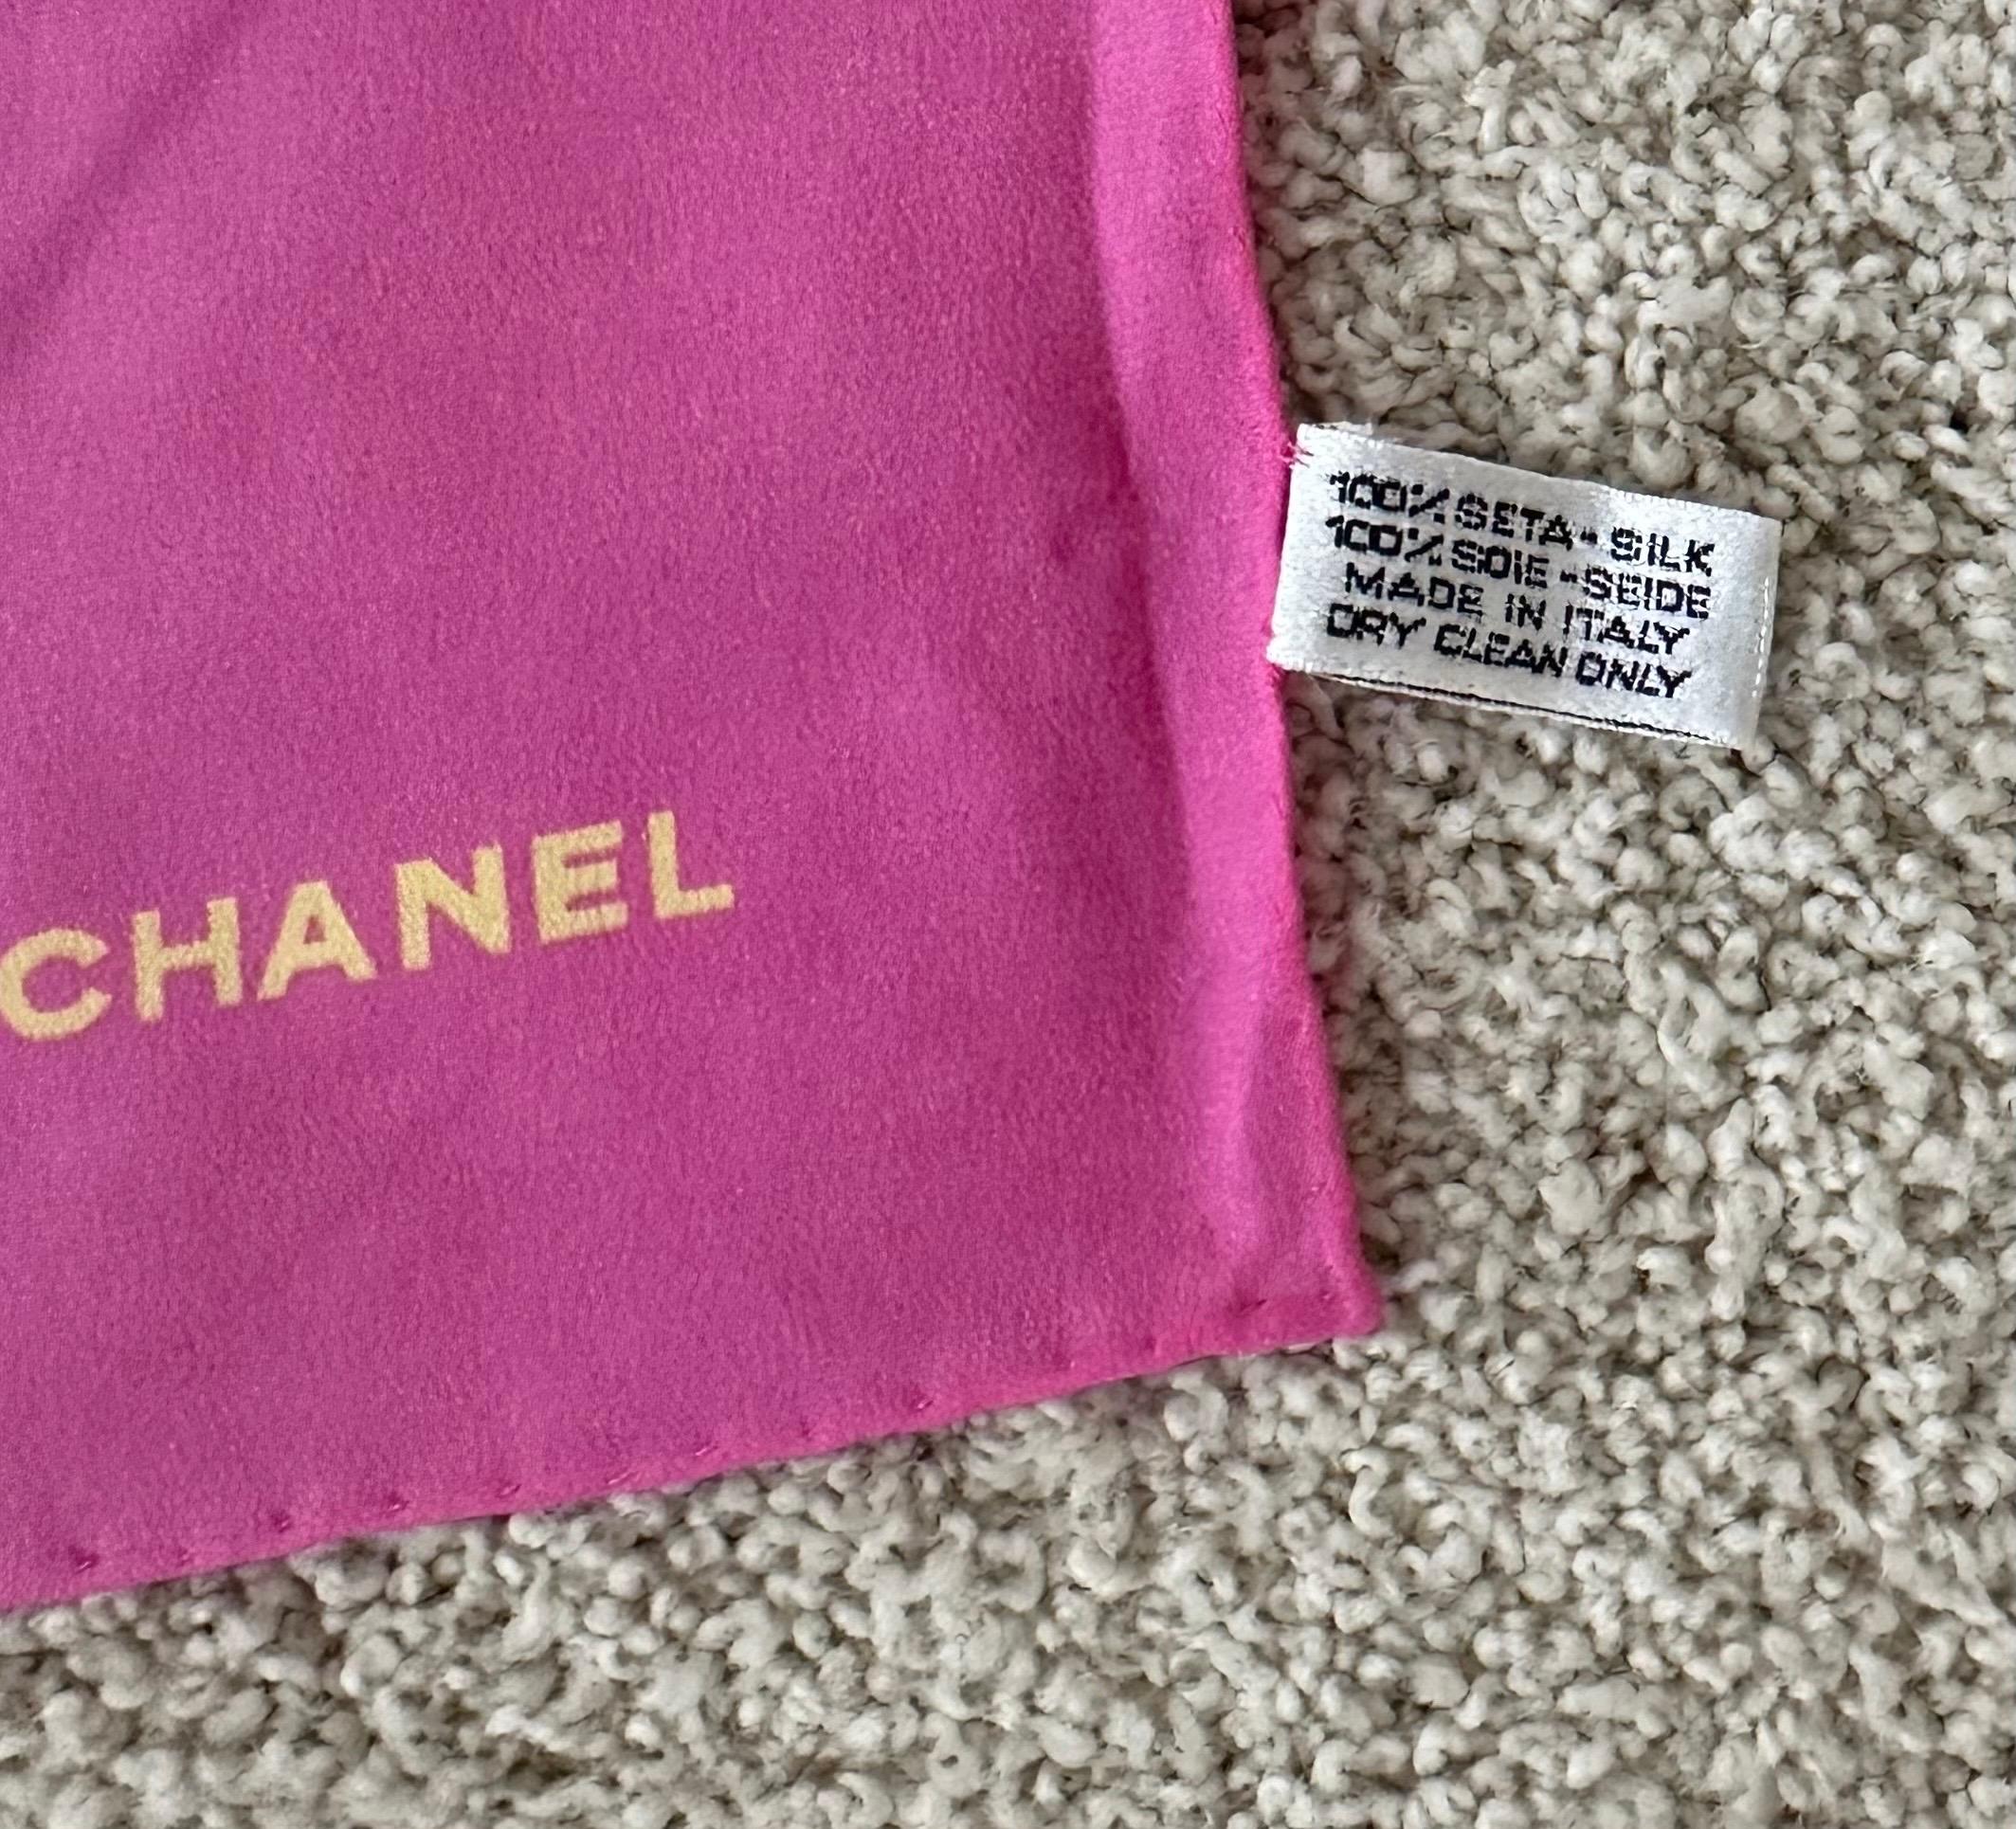 100% SETA - SILK
100% SOIE - SEIDE
MADE IN ITALY
DRY CLEAN ONLY
CHANEL